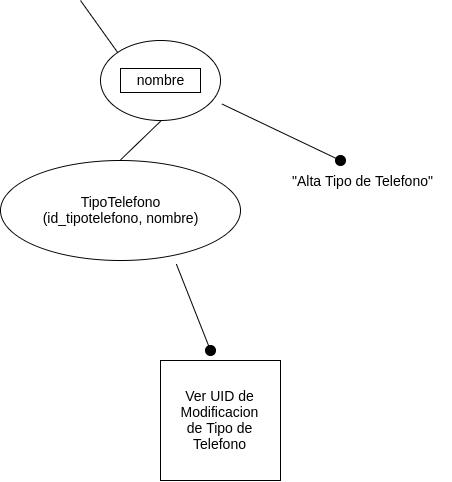 nombre
"Alta Tipo de Telefono"
TipoTelefono
(id_tipotelefono, nombre)
Ver UID de
Modificacion
de Tipo de
Telefono